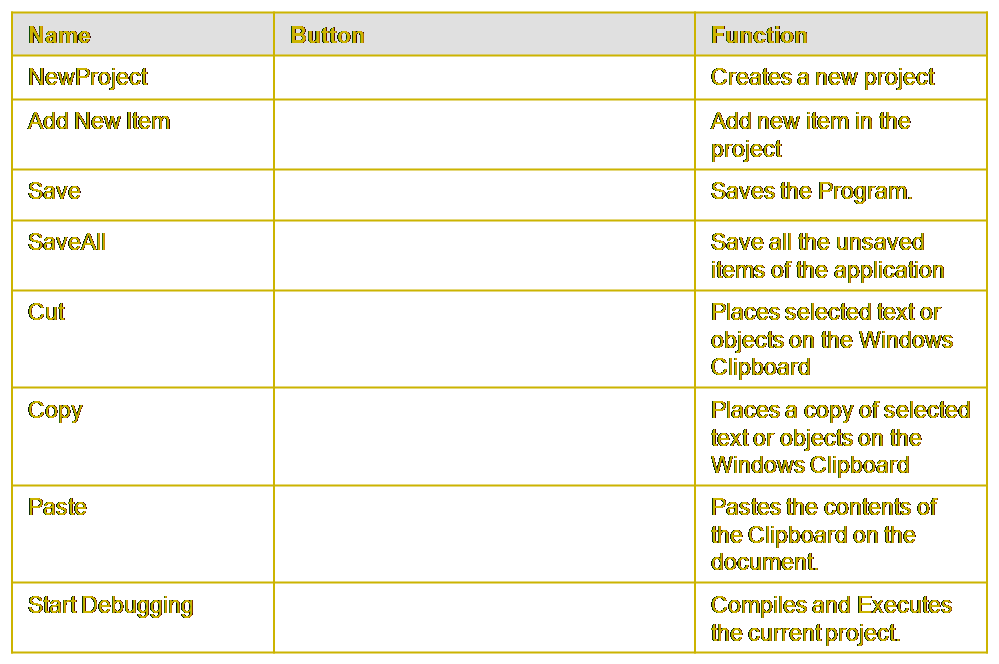 Name Button Function
NewProject Creates a new project
Add New Item Add new item in the
project
Save Saves the Program.
SaveAll Save all the unsaved
items of the application
Cut Places selected text or
objects on the Windows
Clipboard
Copy Places a copy of selected
text or objects on the
Windows Clipboard
Paste Pastes the contents of
the Clipboard on the
document.
Start Debugging Compiles and Executes
the current project.